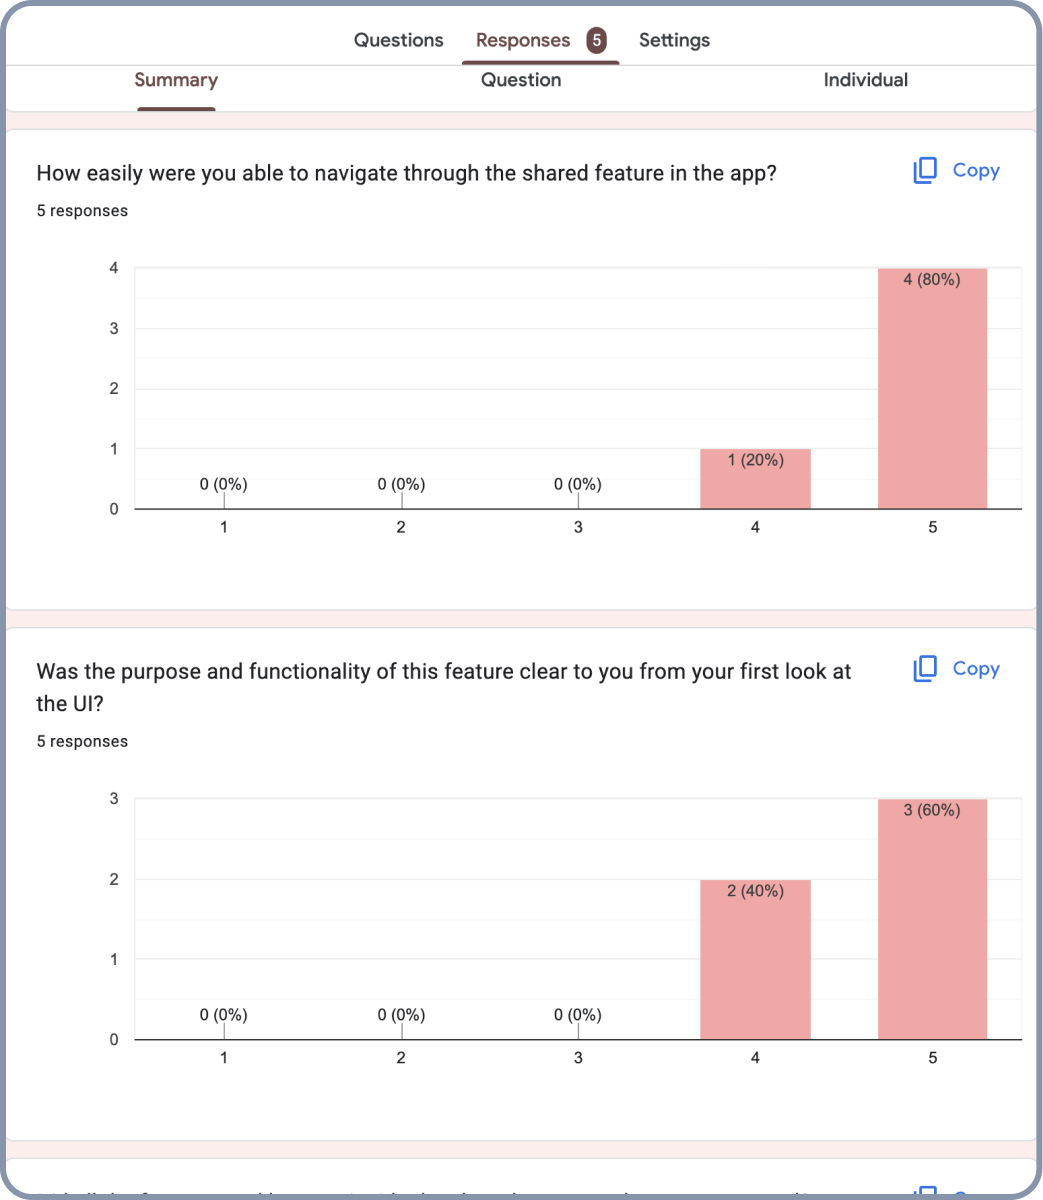 Questions Responses 5 Settings
Summary Question Individual
How easily were you able to navigate through the shared feature in the app?
Copy
5 responses
4
3
2
1
0
0 (0%) 0 (0%) 0 (0%) 1 (20%) 4 (80%)
1 2 3 4 5
Was the purpose and functionality of this feature clear to you from your first look at
the UI?
Copy
5 responses
3
2
1
0
0 (0%) 0 (0%) 0 (0%) 2 (40%) 3 (60%)
1 2 3 4 5